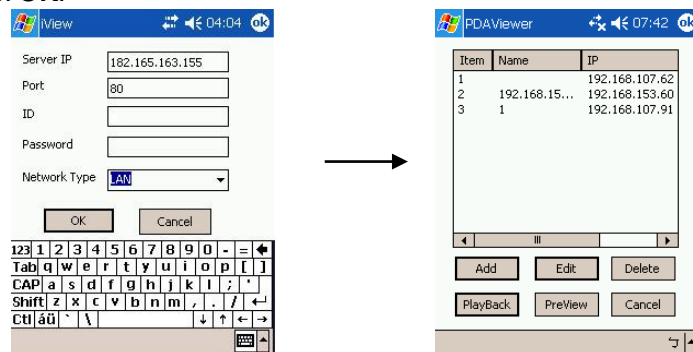 iView 04:04 ok
Server IP 182.165.163.155
Port 80
ID
Password
Network Type LAN
OK Cancel
123 1 2 3 4 5 6 7 8 9 0 - =
Tab q w e r t y u i o p [ ]
CAP a s d f g h j k l ; '
Shift z x c v b n m , . /
Ctl áü ` \
PDAViewer 07:42 ok
Item Name IP
1 192.168.107.62
2 192.168.15... 192.168.153.60
3 1 192.168.107.91
Add Edit Delete
PlayBack PreView Cancel